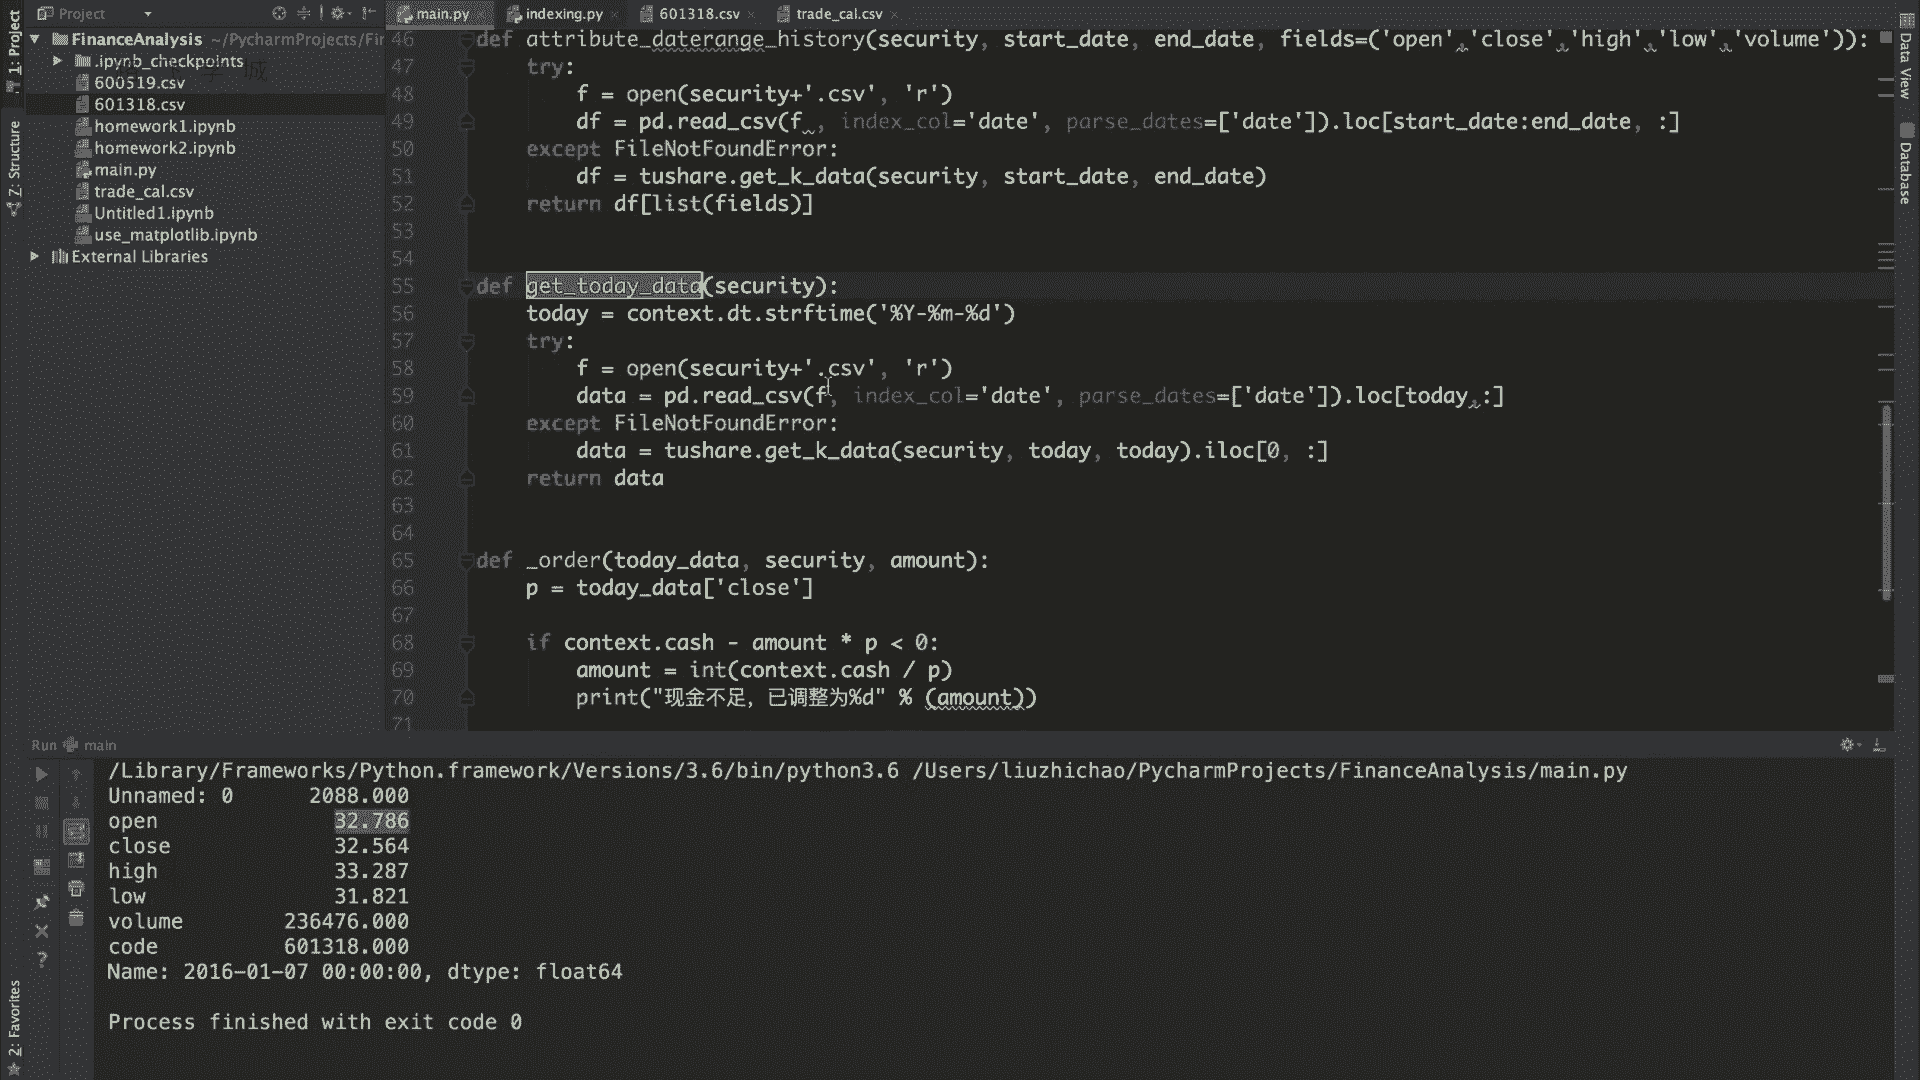 Project
main.py
indexing.py
601318.csv
trade_cal.csv
1: Project
FinanceAnalysis ~/PycharmProjects/Fir
.ipynb_checkpoints
600519.csv
601318.csv
homework1.ipynb
homework2.ipynb
main.py
trade_cal.csv
Untitled1.ipynb
use_matplotlib.ipynb
External Libraries
Z: Structure
2: Favorites
Data View
Database
46 def attribute_daterange_history(security, start_date, end_date, fields=('open','close','high','low','volume')):
47 try:
48 f = open(security+'.csv', 'r')
49 df = pd.read_csv(f , index_col='date', parse_dates=['date']).loc[start_date:end_date, :]
50 except FileNotFoundError:
51 df = tushare.get_k_data(security, start_date, end_date)
52 return df[list(fields)]
53
54
55 def get_today_data(security):
56 today = context.dt.strftime('%Y-%m-%d')
57 try:
58 f = open(security+'.csv', 'r')
59 data = pd.read_csv(f, index_col='date', parse_dates=['date']).loc[today,:]
60 except FileNotFoundError:
61 data = tushare.get_k_data(security, today, today).iloc[0, :]
62 return data
63
64
65 def _order(today_data, security, amount):
66 p = today_data['close']
67
68 if context.cash - amount * p < 0:
69 amount = int(context.cash / p)
70 print("现金不足，已调整为%d" % (amount))
71
Run main
/Library/Frameworks/Python.framework/Versions/3.6/bin/python3.6 /Users/liuzhichao/PycharmProjects/FinanceAnalysis/main.py
Unnamed: 0 2088.000
open 32.786
close 32.564
high 33.287
low 31.821
volume 236476.000
code 601318.000
Name: 2016-01-07 00:00:00, dtype: float64
Process finished with exit code 0